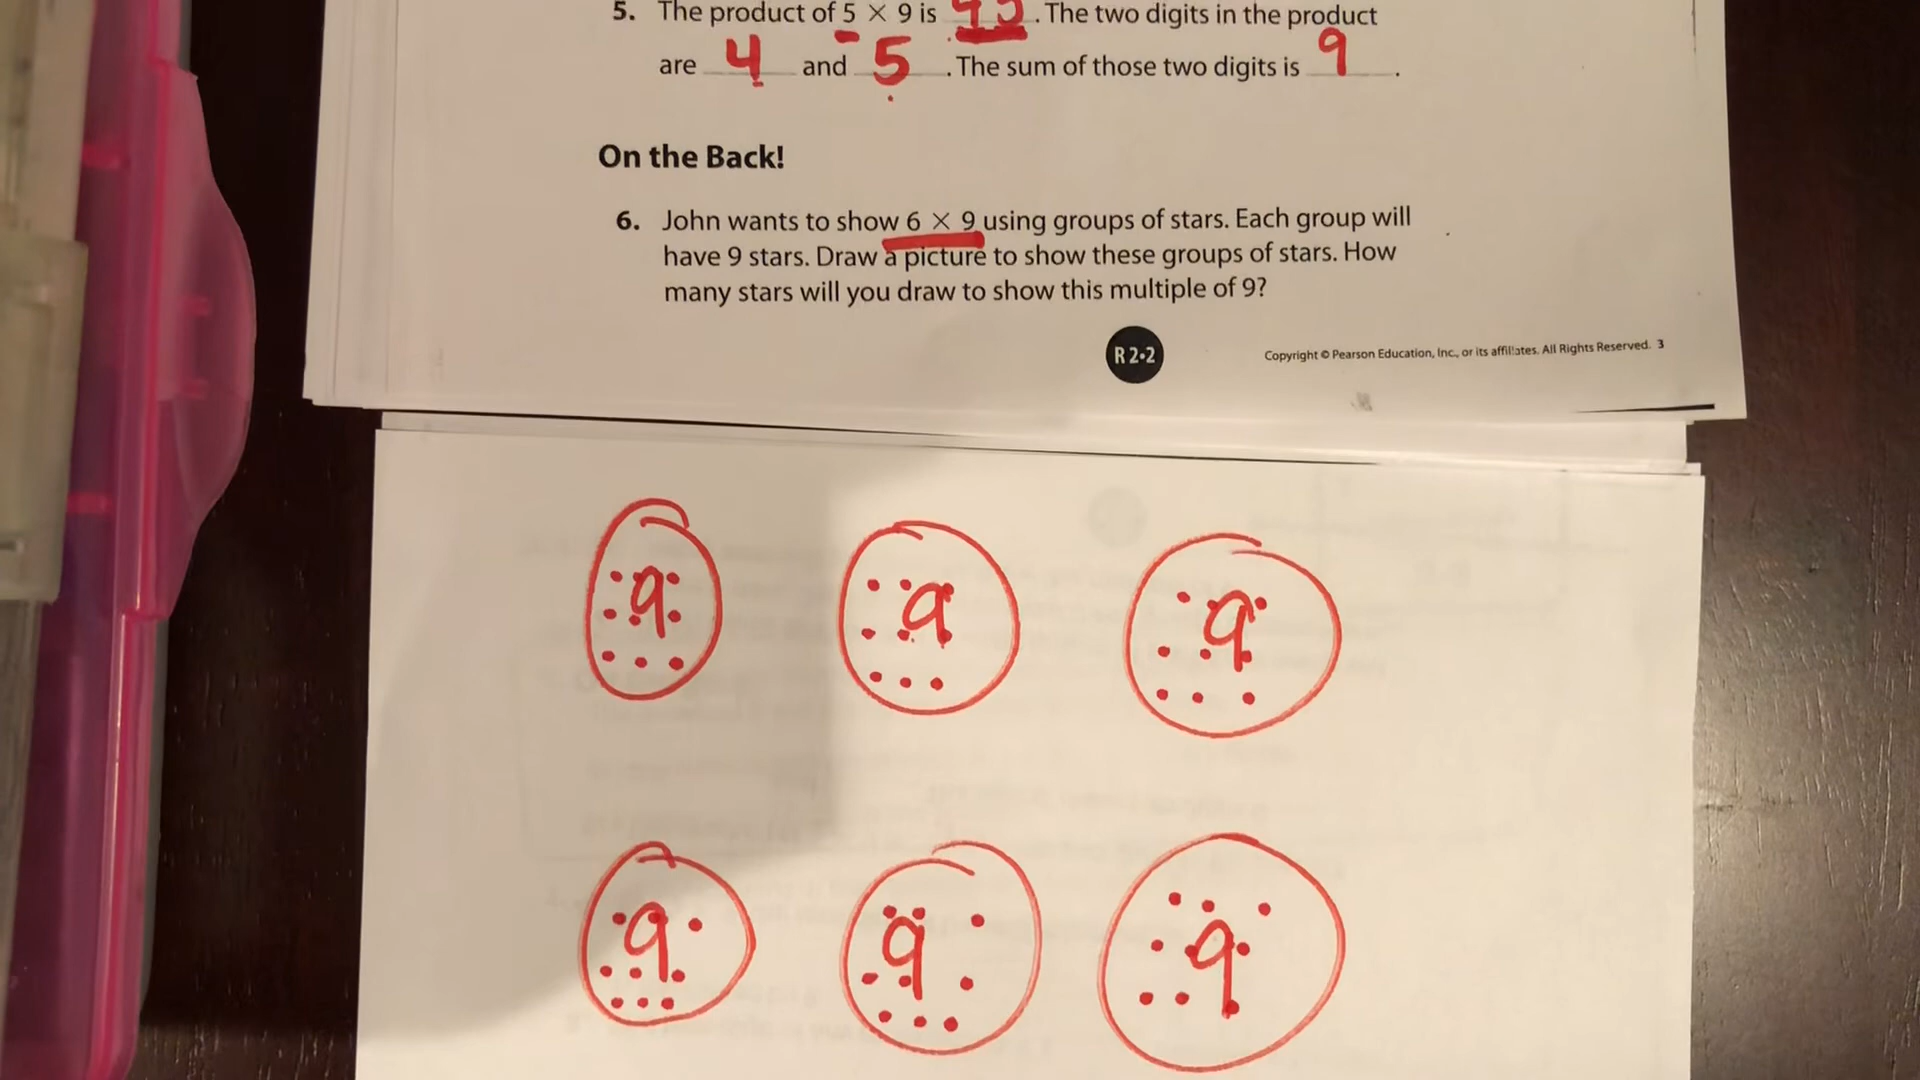 5. The product of 5 × 9 is 45. The two digits in the product
are 4 and 5. The sum of those two digits is 9.
On the Back!
6. John wants to show 6 × 9 using groups of stars. Each group will
have 9 stars. Draw a picture to show these groups of stars. How
many stars will you draw to show this multiple of 9?
R 2•2
Copyright © Pearson Education, Inc., or its affiliates. All Rights Reserved. 3
9 9 9
9 9 9